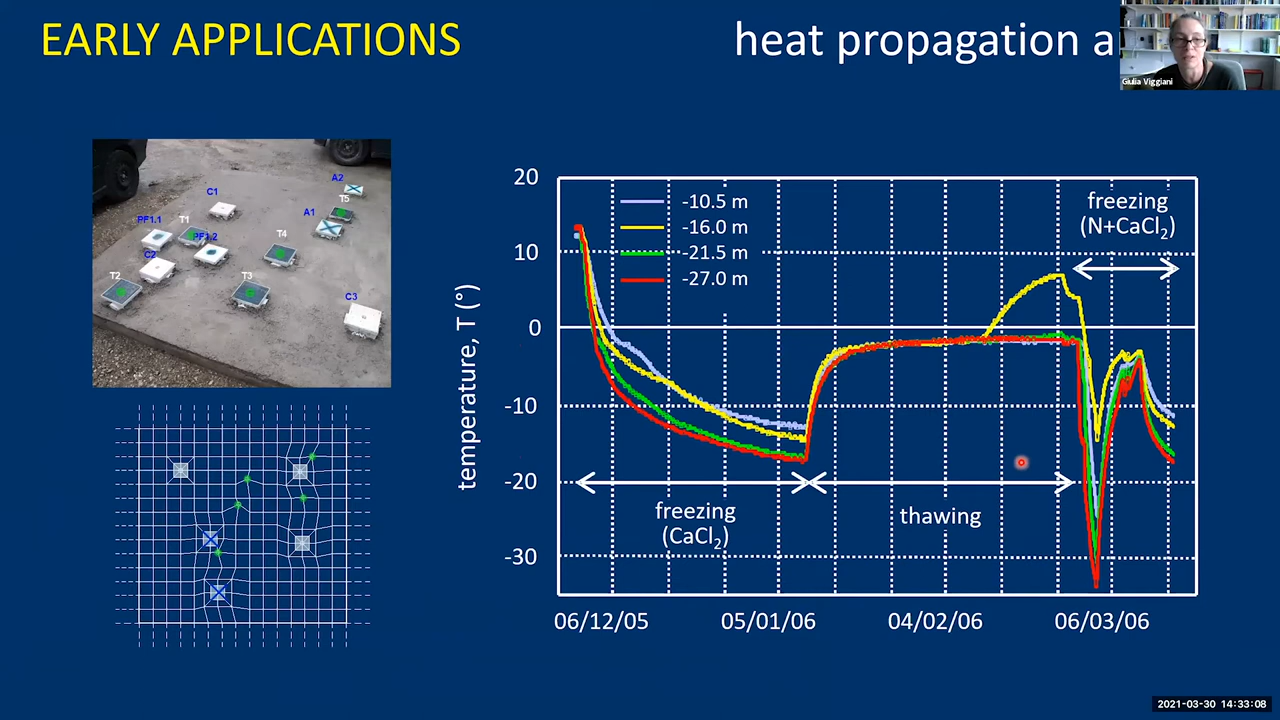 EARLY APPLICATIONS
heat propagation a
Giulia Viggiani
A2
C1
T5
A1
PF1.1
T1
PF1.2
T4
C2
T2
T3
C3
temperature, T (°)
20
10
0
-10
-20
-30
-10.5 m
-16.0 m
-21.5 m
-27.0 m
freezing
(N+CaCl₂)
freezing
(CaCl₂)
thawing
06/12/05
05/01/06
04/02/06
06/03/06
2021-03-30 14:33:08